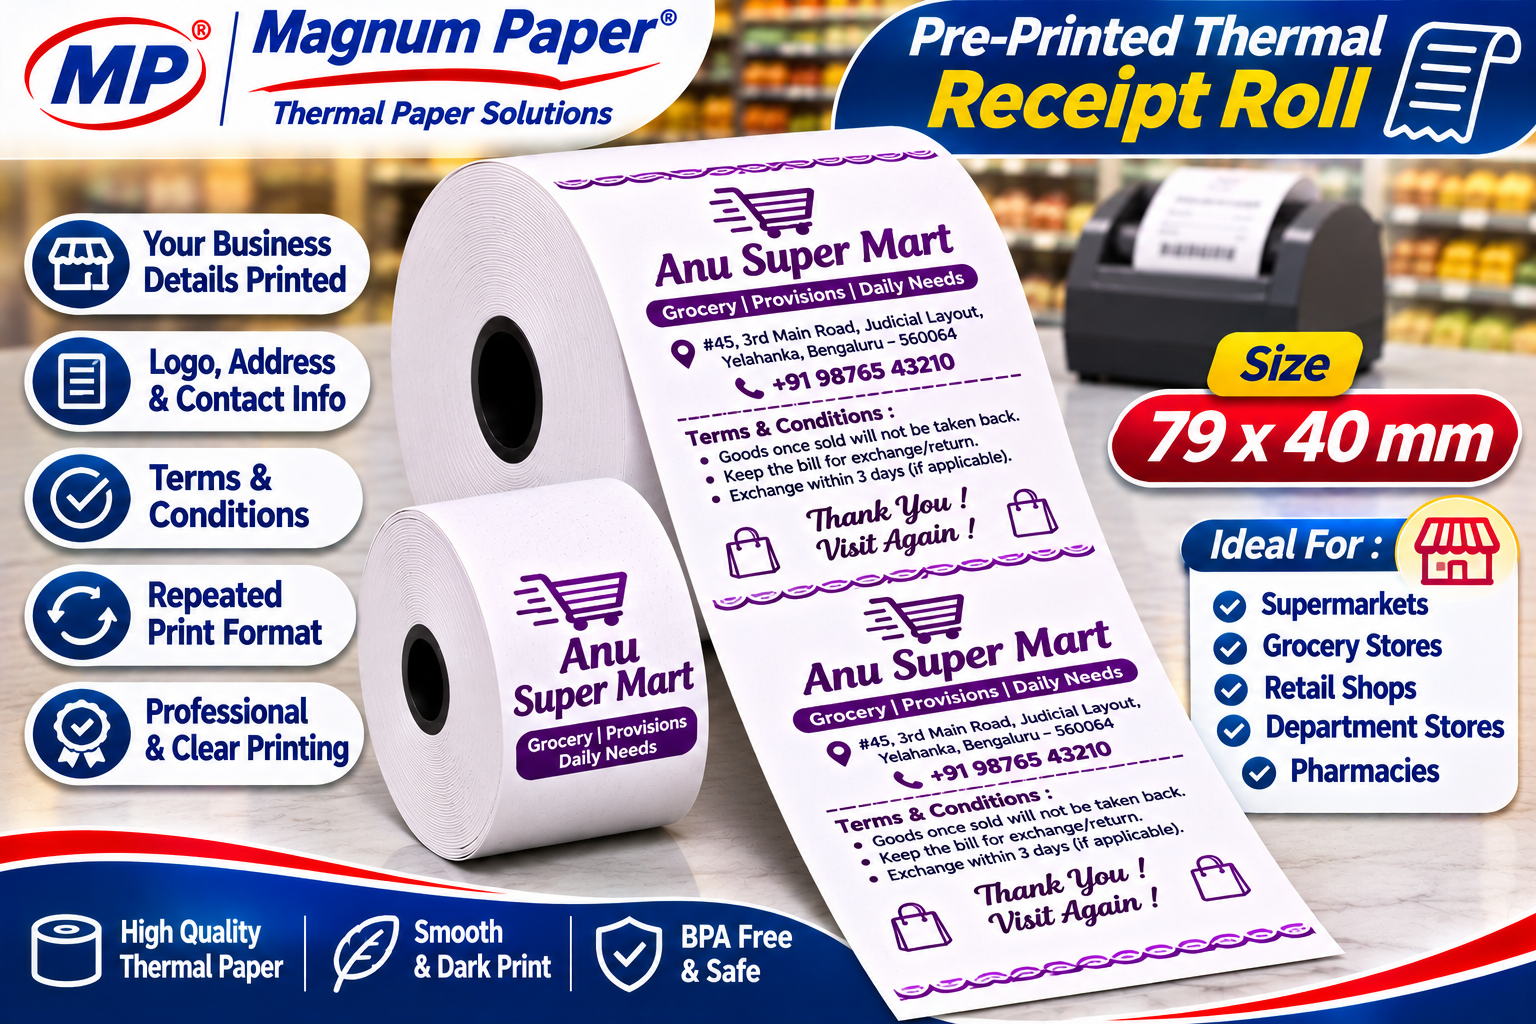 MP®
Magnum Paper®
Thermal Paper Solutions
Pre-Printed Thermal
Receipt Roll
Your Business
Details Printed
Logo, Address
& Contact Info
Terms &
Conditions
Repeated
Print Format
Professional
& Clear Printing
Anu Super Mart
Grocery | Provisions | Daily Needs
#45, 3rd Main Road, Judicial Layout,
Yelahanka, Bengaluru – 560064
+91 98765 43210
Terms & Conditions :
• Goods once sold will not be taken back.
• Keep the bill for exchange/return.
• Exchange within 3 days (if applicable).
Thank You !
Visit Again !
Anu Super Mart
Grocery | Provisions | Daily Needs
#45, 3rd Main Road, Judicial Layout,
Yelahanka, Bengaluru – 560064
+91 98765 43210
Terms & Conditions :
• Goods once sold will not be taken back.
• Keep the bill for exchange/return.
• Exchange within 3 days (if applicable).
Thank You !
Visit Again !
Anu
Super Mart
Grocery | Provisions
Daily Needs
Size
79 x 40 mm
Ideal For :
Supermarkets
Grocery Stores
Retail Shops
Department Stores
Pharmacies
High Quality
Thermal Paper
Smooth
& Dark Print
BPA Free
& Safe